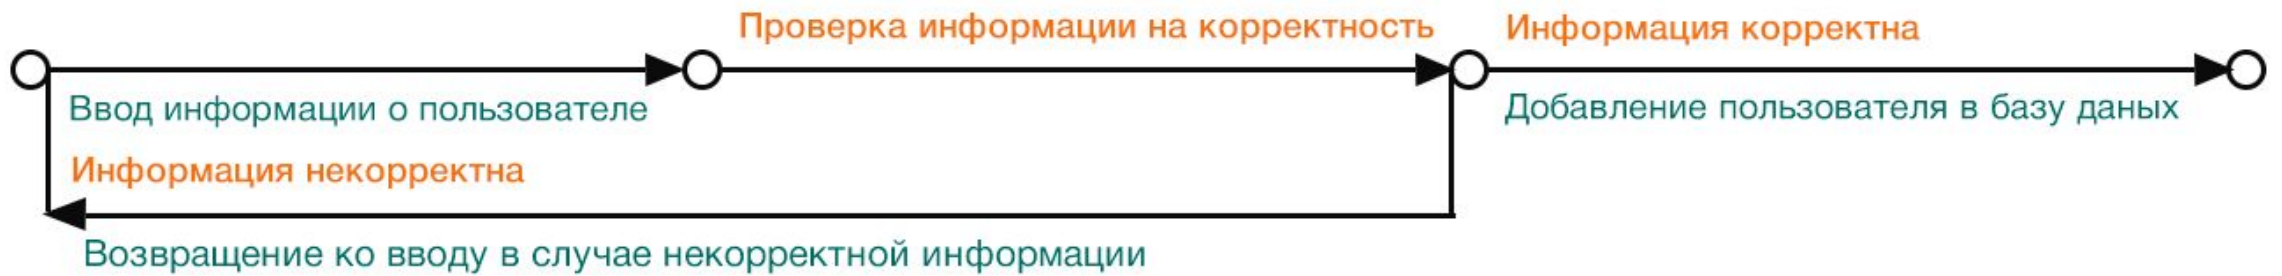 Проверка информации на корректность
Информация корректна
Ввод информации о пользователе
Добавление пользователя в базу даных
Информация некорректна
Возвращение ко вводу в случае некорректной информации